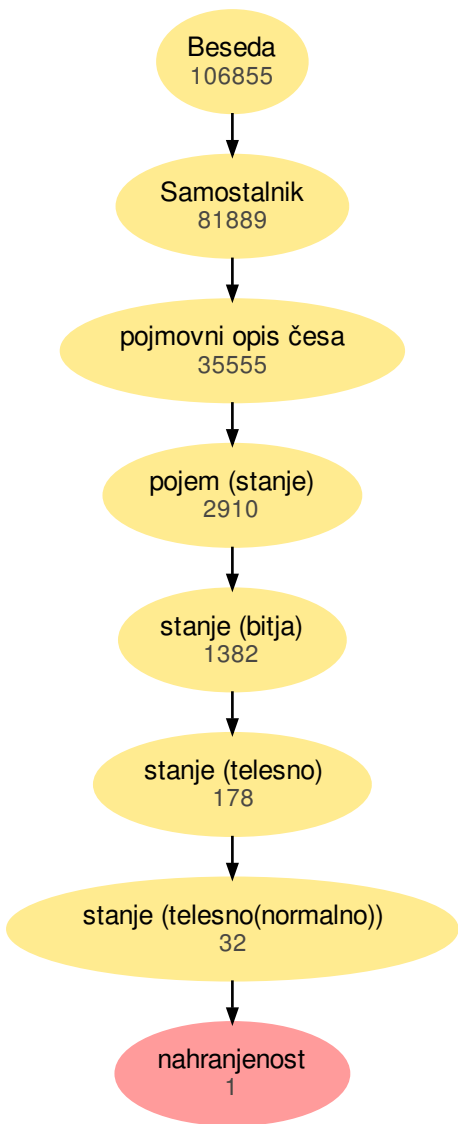 Beseda
106855
Samostalnik
81889
pojmovni opis česa
35555
pojem (stanje)
2910
stanje (bitja)
1382
stanje (telesno)
178
stanje (telesno(normalno))
32
nahranjenost
1